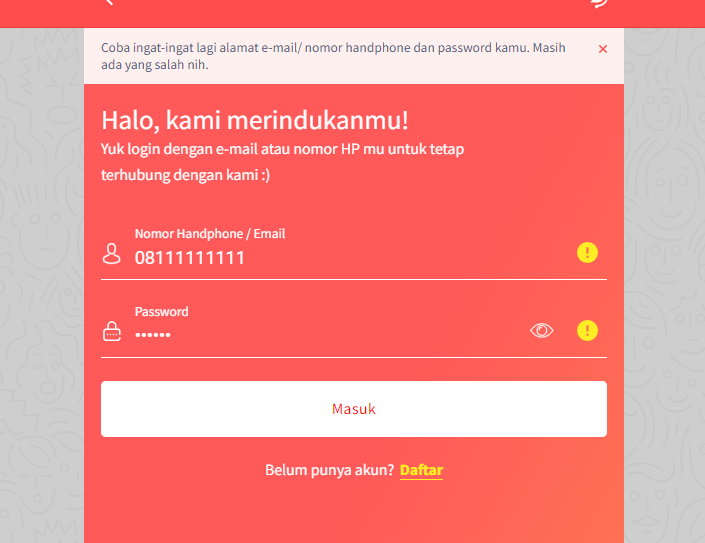 Coba ingat-ingat lagi alamat e-mail/ nomor handphone dan password kamu. Masih
ada yang salah nih.
Halo, kami merindukanmu!
Yuk login dengan e-mail atau nomor HP mu untuk tetap
terhubung dengan kami :)
Nomor Handphone / Email
08111111111
Password
••••••
Masuk
Belum punya akun? Daftar